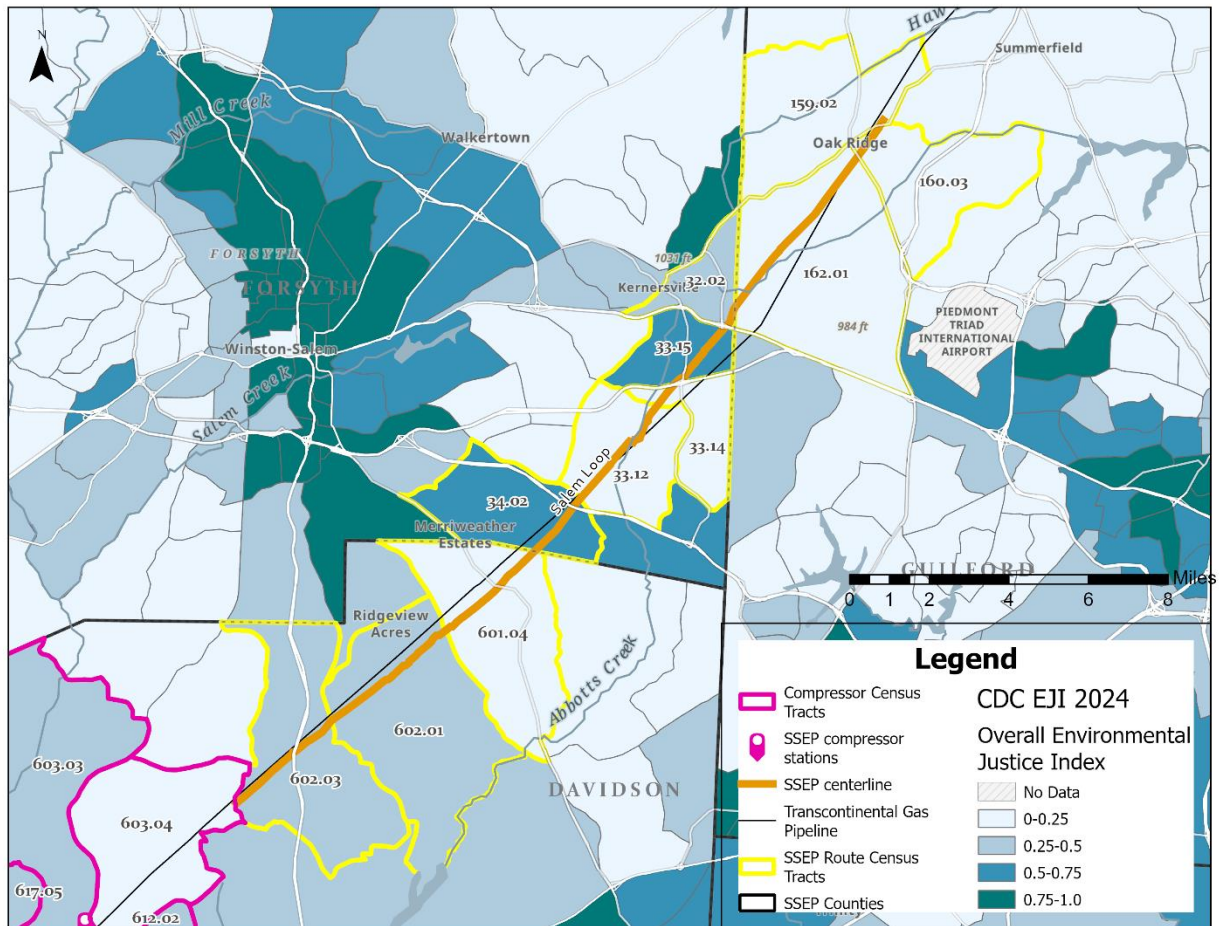 N
Haw
Summerfield
159.02
Mill Creek
Walkertown
Oak Ridge
160.03
FORSYTH
1031 ft
162.01
FORSYTH
32.02
Kernersville
PIEDMONT
TRIAD
INTERNATIONAL
AIRPORT
984 ft
Winston-Salem
33.15
Salem Creek
33.14
Salem Loop
33.12
34.02
Merriweather
Estates
GUILFORD
Miles
0 1 2 4 6 8
Ridgeview
Acres
601.04
Abbotts Creek
602.01
603.03
602.03
DAVIDSON
603.04
617.05
612.02
Legend
Compressor Census
Tracts
SSEP compressor
stations
SSEP centerline
Transcontinental Gas
Pipeline
SSEP Route Census
Tracts
SSEP Counties
CDC EJI 2024
Overall Environmental
Justice Index
No Data
0-0.25
0.25-0.5
0.5-0.75
0.75-1.0